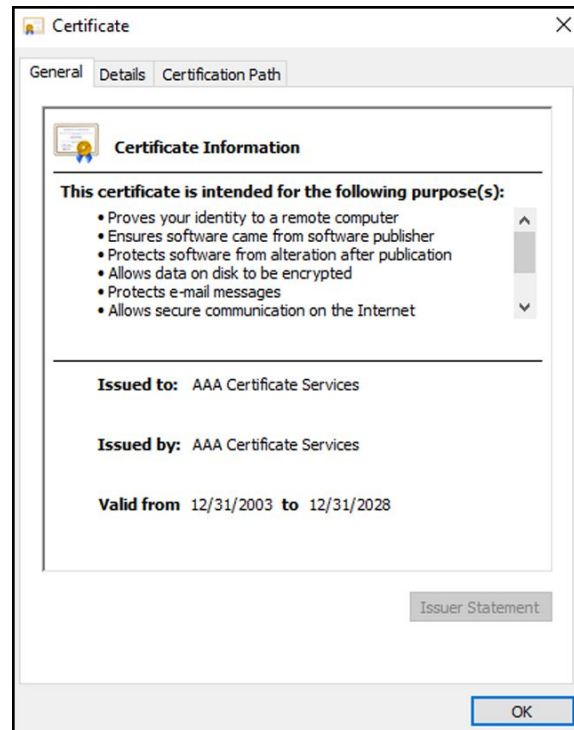 Certificate
General Details Certification Path
Certificate Information
This certificate is intended for the following purpose(s):
• Proves your identity to a remote computer
• Ensures software came from software publisher
• Protects software from alteration after publication
• Allows data on disk to be encrypted
• Protects e-mail messages
• Allows secure communication on the Internet
Issued to: AAA Certificate Services
Issued by: AAA Certificate Services
Valid from 12/31/2003 to 12/31/2028
Issuer Statement
OK